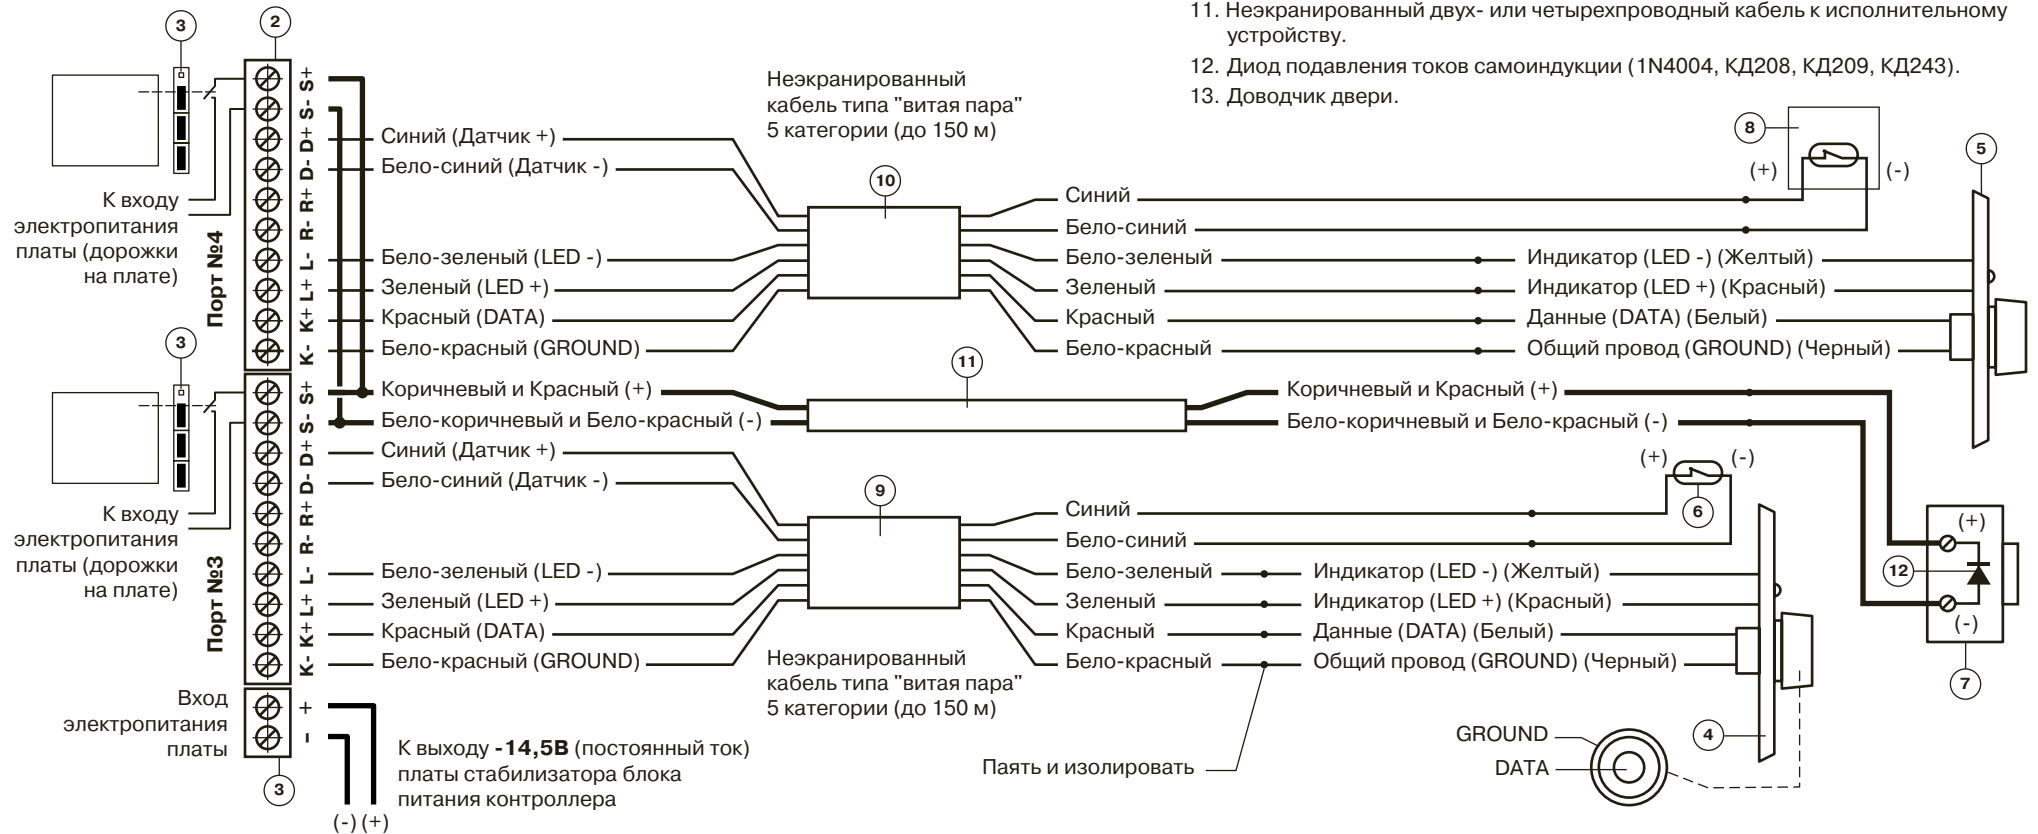 11. Неэкранированный двух- или четырехпроводный кабель к исполнительному
устройству.
12. Диод подавления токов самоиндукции (1N4004, КД208, КД209, КД243).
13. Доводчик двери.
3
2
S+
S-
D+
D-
R+
R-
L-
L+
K+
K-
Порт №4
К входу
электропитания
платы (дорожки
на плате)
Синий (Датчик +)
Бело-синий (Датчик -)
Бело-зеленый (LED -)
Зеленый (LED +)
Красный (DATA)
Бело-красный (GROUND)
Неэкранированный
кабель типа "витая пара"
5 категории (до 150 м)
10
Синий
Бело-синий
Бело-зеленый
Зеленый
Красный
Бело-красный
8
(+)
(-)
5
Индикатор (LED -) (Желтый)
Индикатор (LED +) (Красный)
Данные (DATA) (Белый)
Общий провод (GROUND) (Черный)
3
S+
S-
D+
D-
R+
R-
L-
L+
K+
K-
Порт №3
К входу
электропитания
платы (дорожки
на плате)
Коричневый и Красный (+)
Бело-коричневый и Бело-красный (-)
11
Коричневый и Красный (+)
Бело-коричневый и Бело-красный (-)
Синий (Датчик +)
Бело-синий (Датчик -)
Бело-зеленый (LED -)
Зеленый (LED +)
Красный (DATA)
Бело-красный (GROUND)
9
Неэкранированный
кабель типа "витая пара"
5 категории (до 150 м)
Синий
Бело-синий
Бело-зеленый
Зеленый
Красный
Бело-красный
(+)
(-)
6
Индикатор (LED -) (Желтый)
Индикатор (LED +) (Красный)
Данные (DATA) (Белый)
Общий провод (GROUND) (Черный)
(+)
12
(-)
7
4
Вход
электропитания
платы
+
-
3
(-) (+)
К выходу -14,5В (постоянный ток)
платы стабилизатора блока
питания контроллера
Паять и изолировать
GROUND
DATA